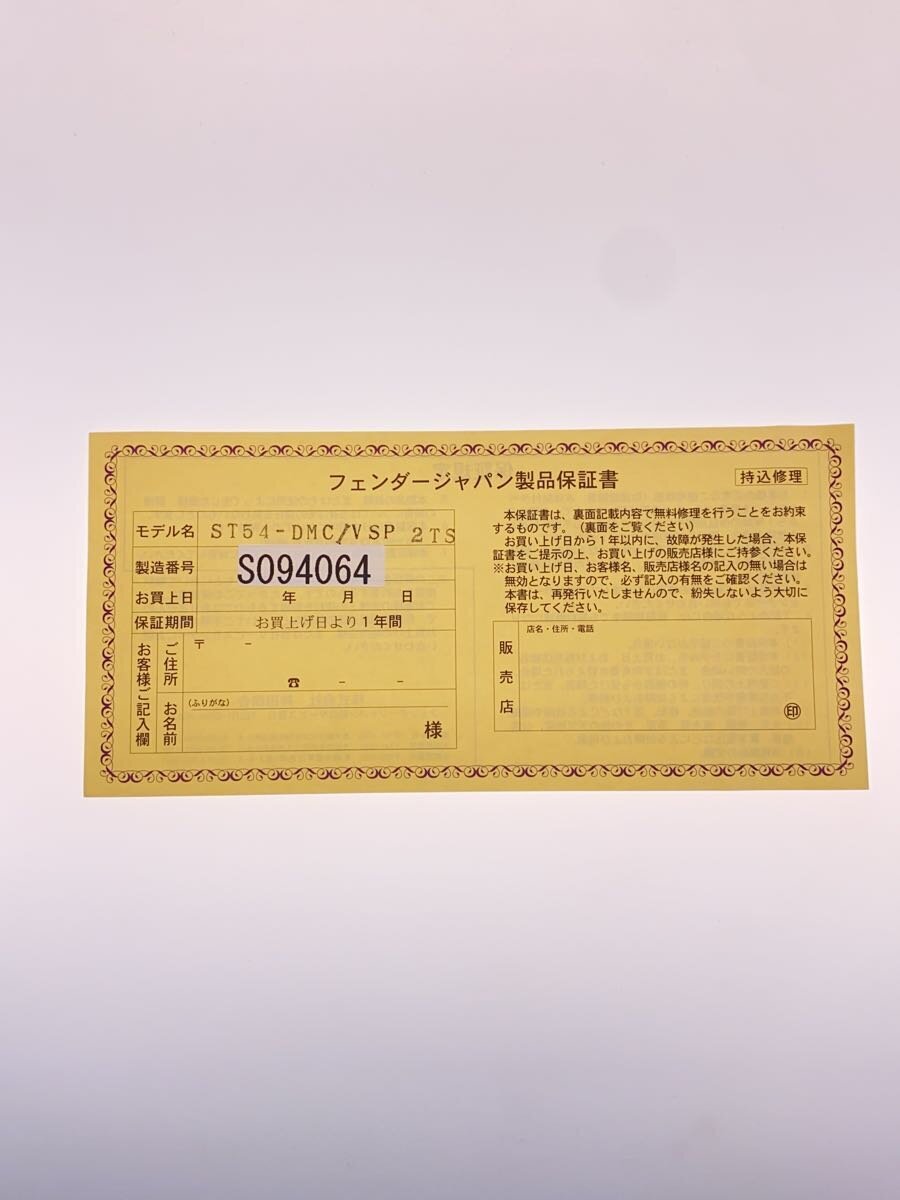 フェンダージャパン製品保証書
持込修理
モデル名 ST54-DMC/VSP 2TS
製造番号 S094064
お買上日 年 月 日
保証期間 お買上げ日より1年間
お客様ご記入欄
ご住所 〒 -
☎ - -
お名前 (ふりがな)
様
本保証書は、裏面記載内容で無料修理を行うことをお約束
するものです。（裏面をご覧ください）
お買い上げ日から1年以内に、故障が発生した場合、本保
証書をご提示の上、お買い上げの販売店様にご持参ください。
※お買い上げ日、お客様名、販売店様名の記入の無い場合は
無効となりますので、必ず記入の有無をご確認ください。
本書は、再発行いたしませんので、紛失しないよう大切に
保存してください。
販売店
店名・住所・電話
印